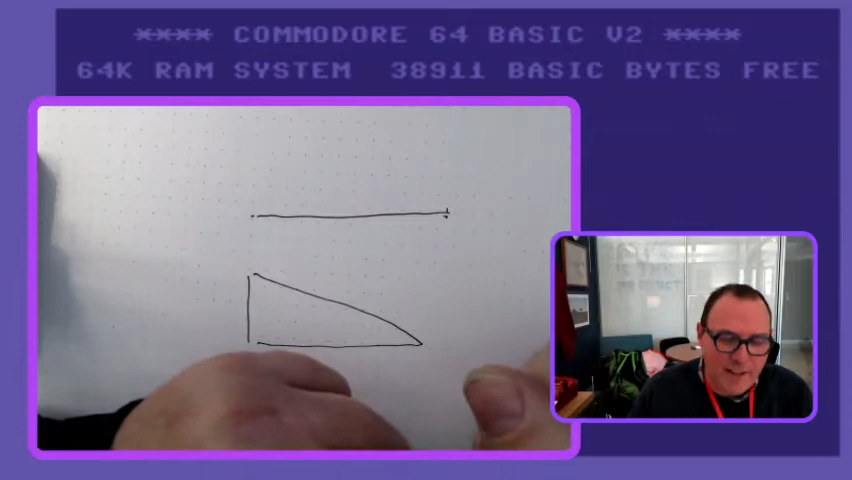 **** COMMODORE 64 BASIC V2 ****
64K RAM SYSTEM 38911 BASIC BYTES FREE